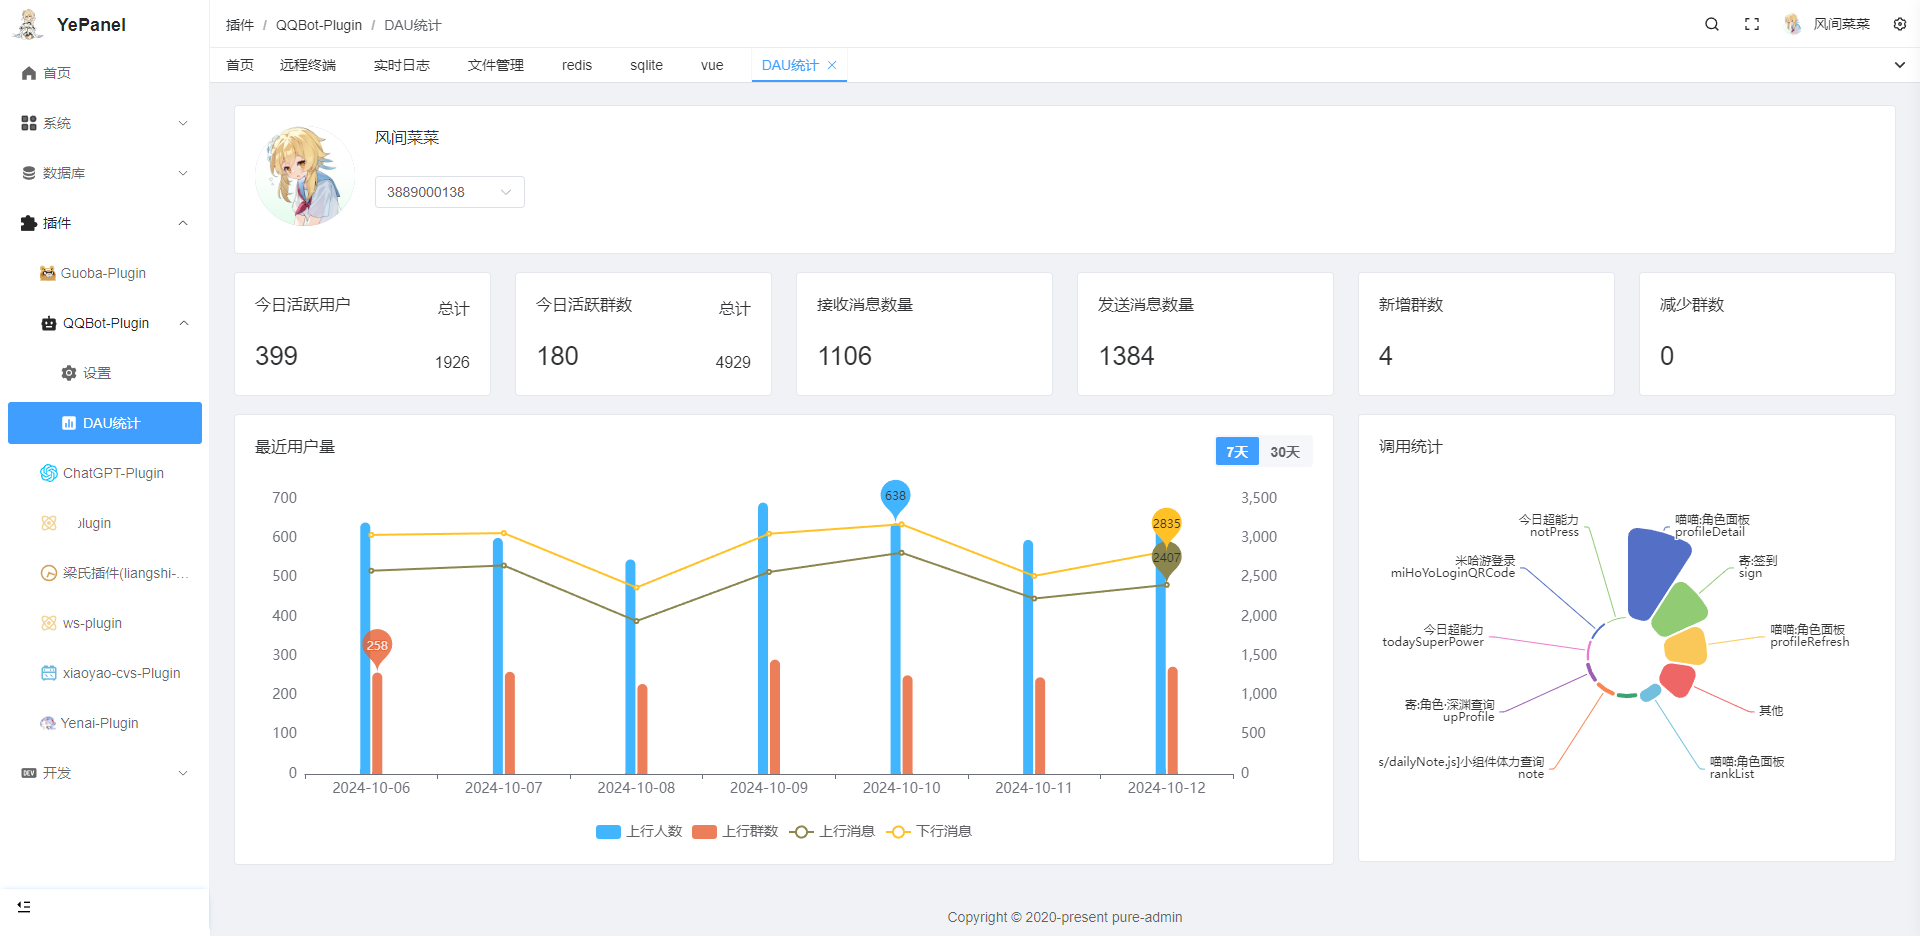 YePanel
首页
系统
数据库
插件
Guoba-Plugin
QQBot-Plugin
设置
DAU统计
ChatGPT-Plugin
plugin
梁氏插件(liangshi-...
ws-plugin
xiaoyao-cvs-Plugin
Yenai-Plugin
DEV 开发
插件 / QQBot-Plugin / DAU统计
风间菜菜
首页 远程终端 实时日志 文件管理 redis sqlite vue DAU统计
风间菜菜
3889000138
今日活跃用户 总计
399 1926
今日活跃群数 总计
180 4929
接收消息数量
1106
发送消息数量
1384
新增群数
4
减少群数
0
最近用户量
7天 30天
700
600
500
400
300
200
100
0
3,500
3,000
2,500
2,000
1,500
1,000
500
0
638
2835
2407
258
2024-10-06 2024-10-07 2024-10-08 2024-10-09 2024-10-10 2024-10-11 2024-10-12
上行人数 上行群数 上行消息 下行消息
调用统计
今日超能力
notPress
喵喵:角色面板
profileDetail
米哈游登录
miHoYoLoginQRCode
寄:签到
sign
今日超能力
todaySuperPower
喵喵:角色面板
profileRefresh
寄:角色·深渊查询
upProfile
其他
s/dailyNote.js]小组件体力查询
note
喵喵:角色面板
rankList
Copyright © 2020-present pure-admin